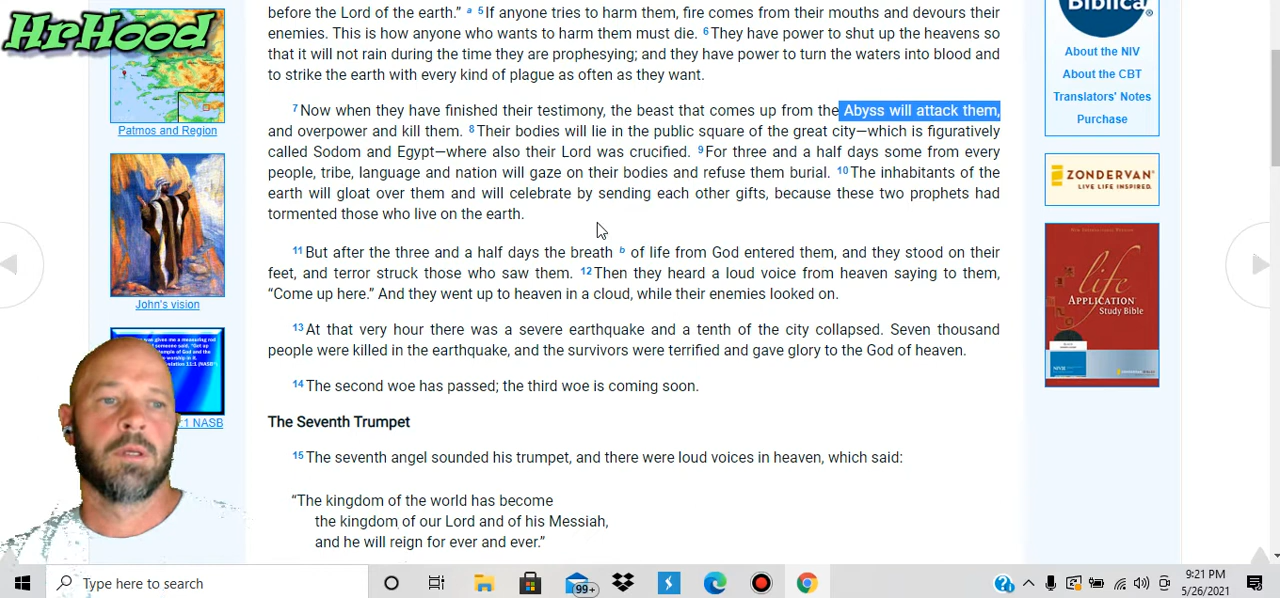 HrHood
before the Lord of the earth.” a 5If anyone tries to harm them, fire comes from their mouths and devours their
enemies. This is how anyone who wants to harm them must die. 6They have power to shut up the heavens so
that it will not rain during the time they are prophesying; and they have power to turn the waters into blood and
to strike the earth with every kind of plague as often as they want.
7Now when they have finished their testimony, the beast that comes up from the Abyss will attack them,
and overpower and kill them. 8Their bodies will lie in the public square of the great city—which is figuratively
called Sodom and Egypt—where also their Lord was crucified. 9For three and a half days some from every
people, tribe, language and nation will gaze on their bodies and refuse them burial. 10The inhabitants of the
earth will gloat over them and will celebrate by sending each other gifts, because these two prophets had
tormented those who live on the earth.
11But after the three and a half days the breath b of life from God entered them, and they stood on their
feet, and terror struck those who saw them. 12Then they heard a loud voice from heaven saying to them,
“Come up here.” And they went up to heaven in a cloud, while their enemies looked on.
13At that very hour there was a severe earthquake and a tenth of the city collapsed. Seven thousand
people were killed in the earthquake, and the survivors were terrified and gave glory to the God of heaven.
14The second woe has passed; the third woe is coming soon.
The Seventh Trumpet
15The seventh angel sounded his trumpet, and there were loud voices in heaven, which said:
“The kingdom of the world has become
the kingdom of our Lord and of his Messiah,
and he will reign for ever and ever.”
Patmos and Region
John's vision
:1 NASB
Biblica
About the NIV
About the CBT
Translators' Notes
Purchase
ZONDERVAN
LIVE LIFE INSPIRED.
life
APPLICATION
Study Bible
Type here to search
99+
9:21 PM
5/26/2021